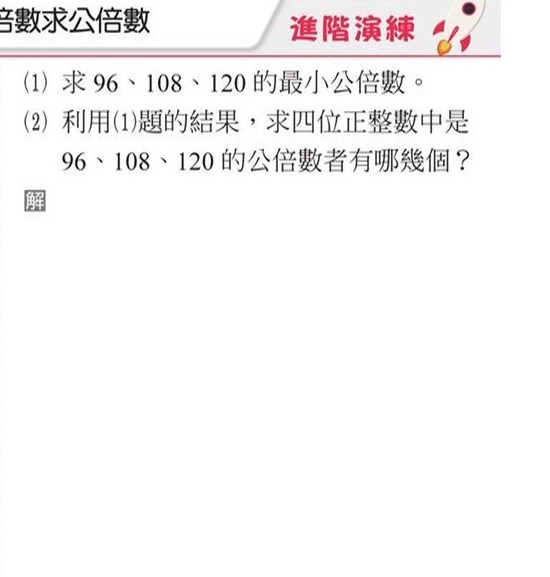 倍數求公倍數
進階演練
⑴ 求 96、108、120 的最小公倍數。
⑵ 利用⑴題的結果，求四位正整數中是
96、108、120 的公倍數者有哪幾個？
解